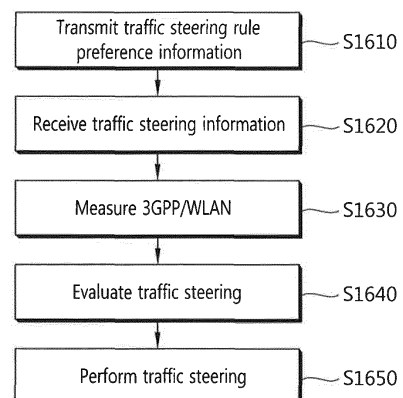 Transmit traffic steering rule
preference information
S1610
Receive traffic steering information
S1620
Measure 3GPP/WLAN
S1630
Evaluate traffic steering
S1640
Perform traffic steering
S1650